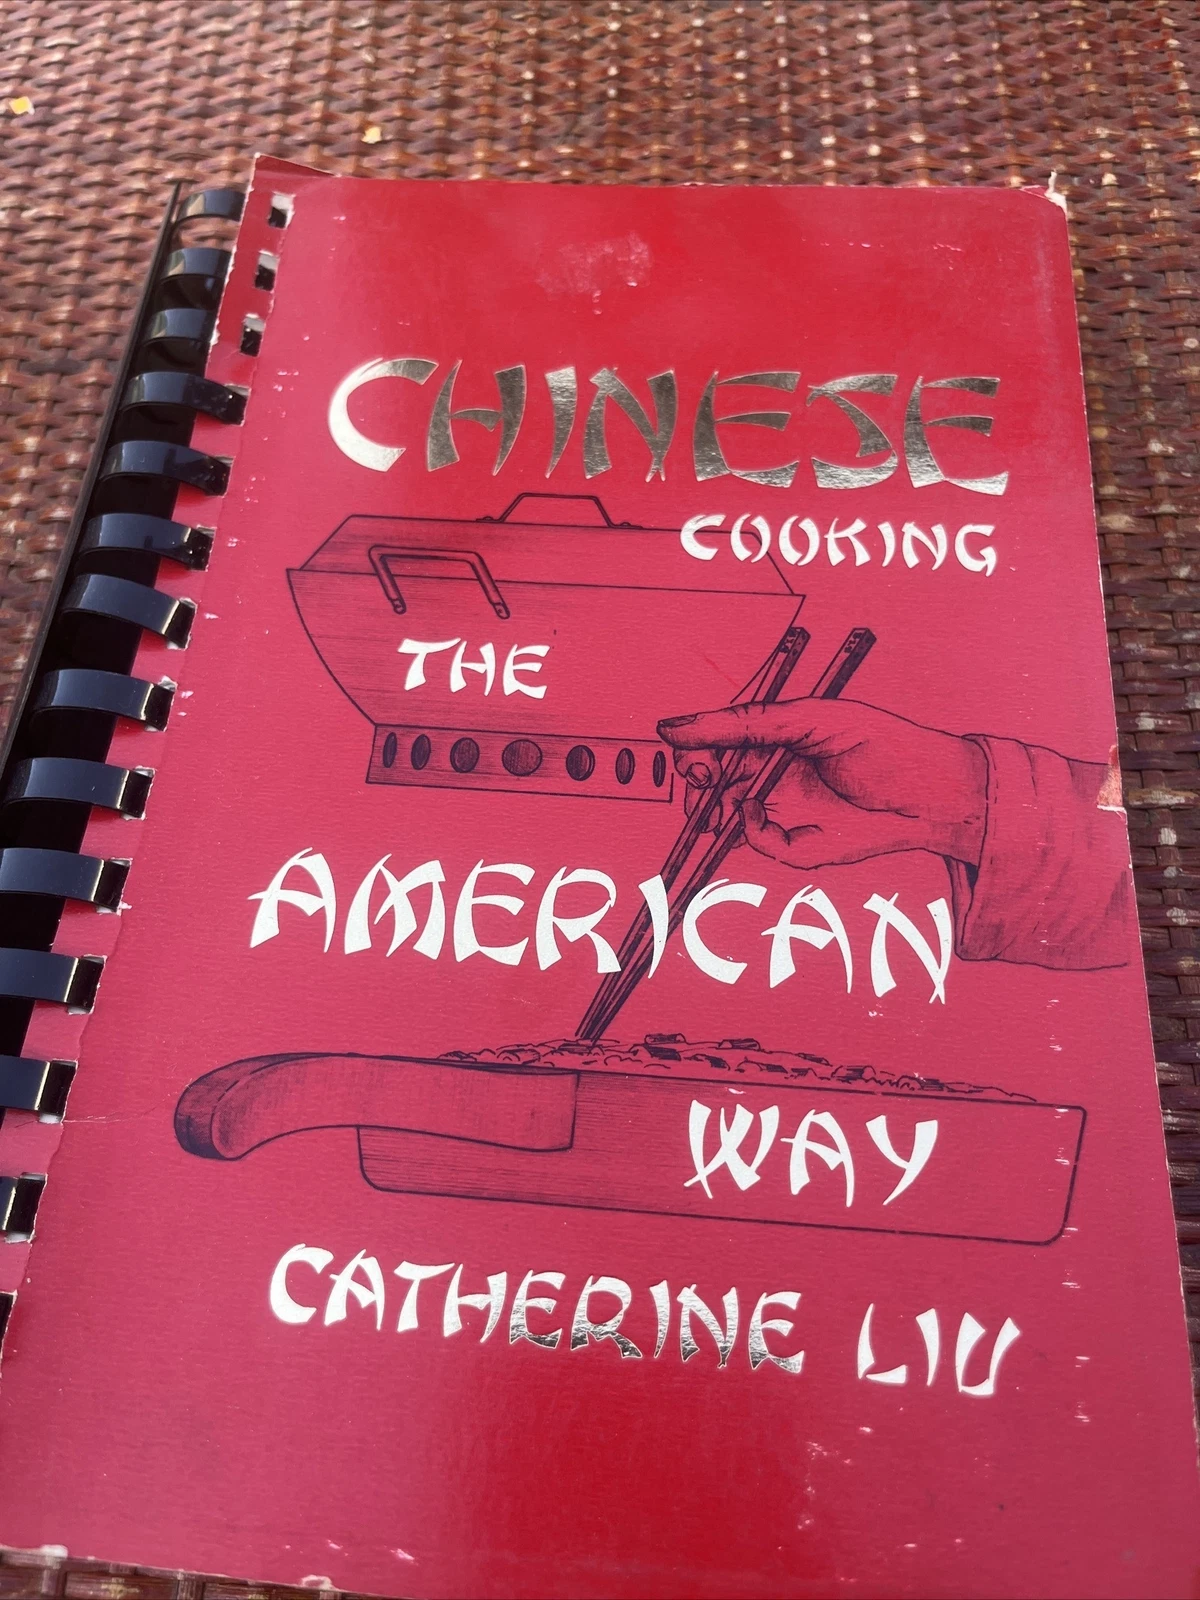 CHINESE
COOKING
THE
AMERICAN
WAY
CATHERINE LIU